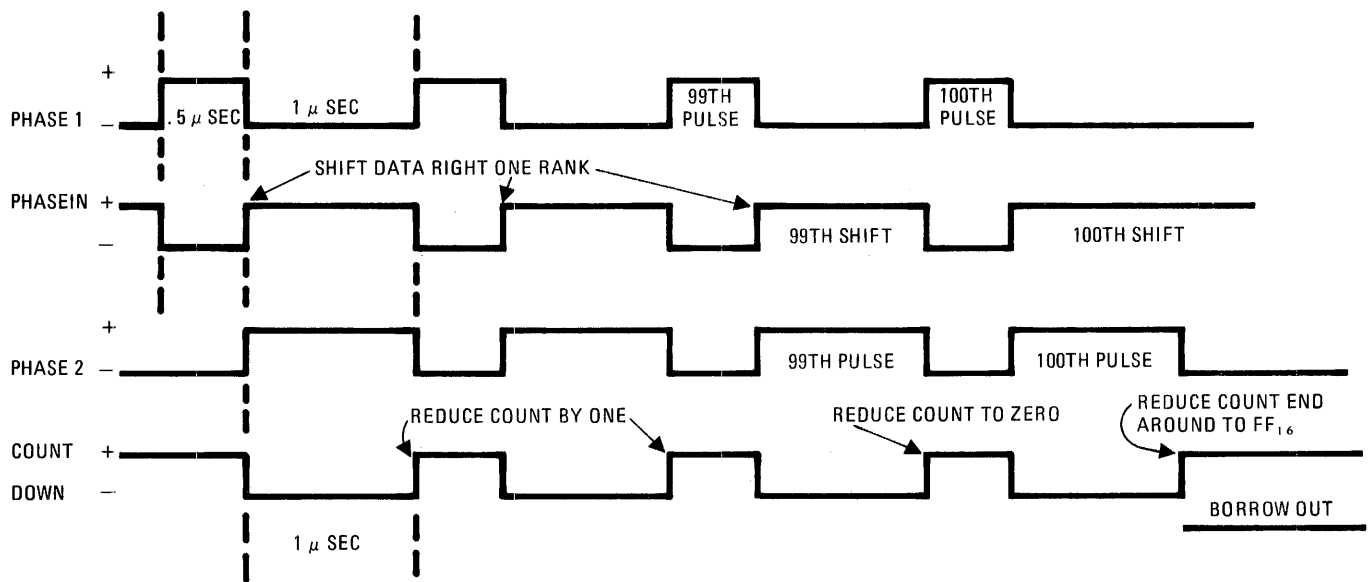 +
PHASE 1 –
.5 μ SEC
1 μ SEC
99TH
PULSE
100TH
PULSE
SHIFT DATA RIGHT ONE RANK
PHASEIN +
–
99TH SHIFT
100TH SHIFT
+
PHASE 2 –
99TH PULSE
100TH PULSE
REDUCE COUNT BY ONE
REDUCE COUNT TO ZERO
REDUCE COUNT END
AROUND TO FF₁₆
COUNT +
DOWN –
BORROW OUT
1 μ SEC